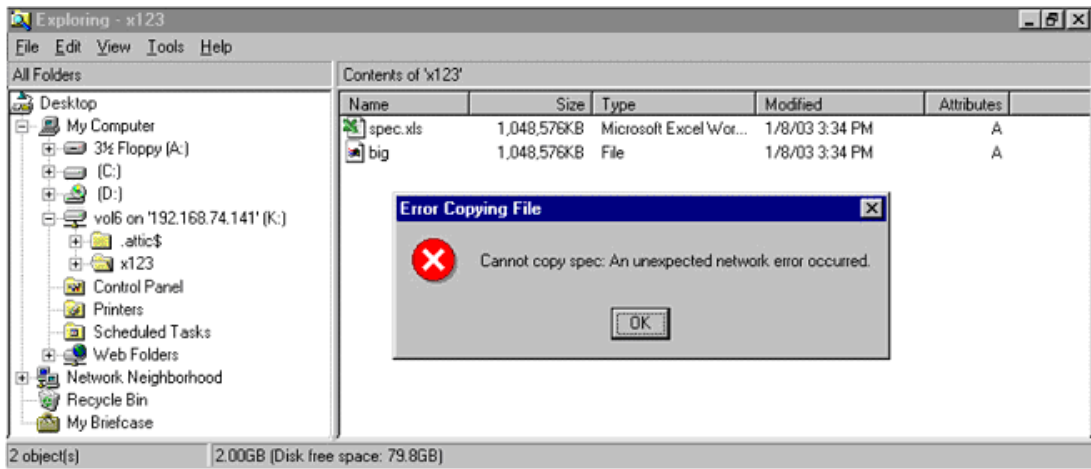 Exploring - x123
File Edit View Tools Help
All Folders
Contents of 'x123'
Desktop
My Computer
3½ Floppy (A:)
(C:)
(D:)
vol6 on '192.168.74.141' (K:)
.attic$
x123
Control Panel
Printers
Scheduled Tasks
Web Folders
Network Neighborhood
Recycle Bin
My Briefcase
Name Size Type Modified Attributes
spec.xls 1,048,576KB Microsoft Excel Wor... 1/8/03 3:34 PM A
big 1,048,576KB File 1/8/03 3:34 PM A
Error Copying File
Cannot copy spec: An unexpected network error occurred.
OK
2 object(s) 2.00GB (Disk free space: 79.8GB)